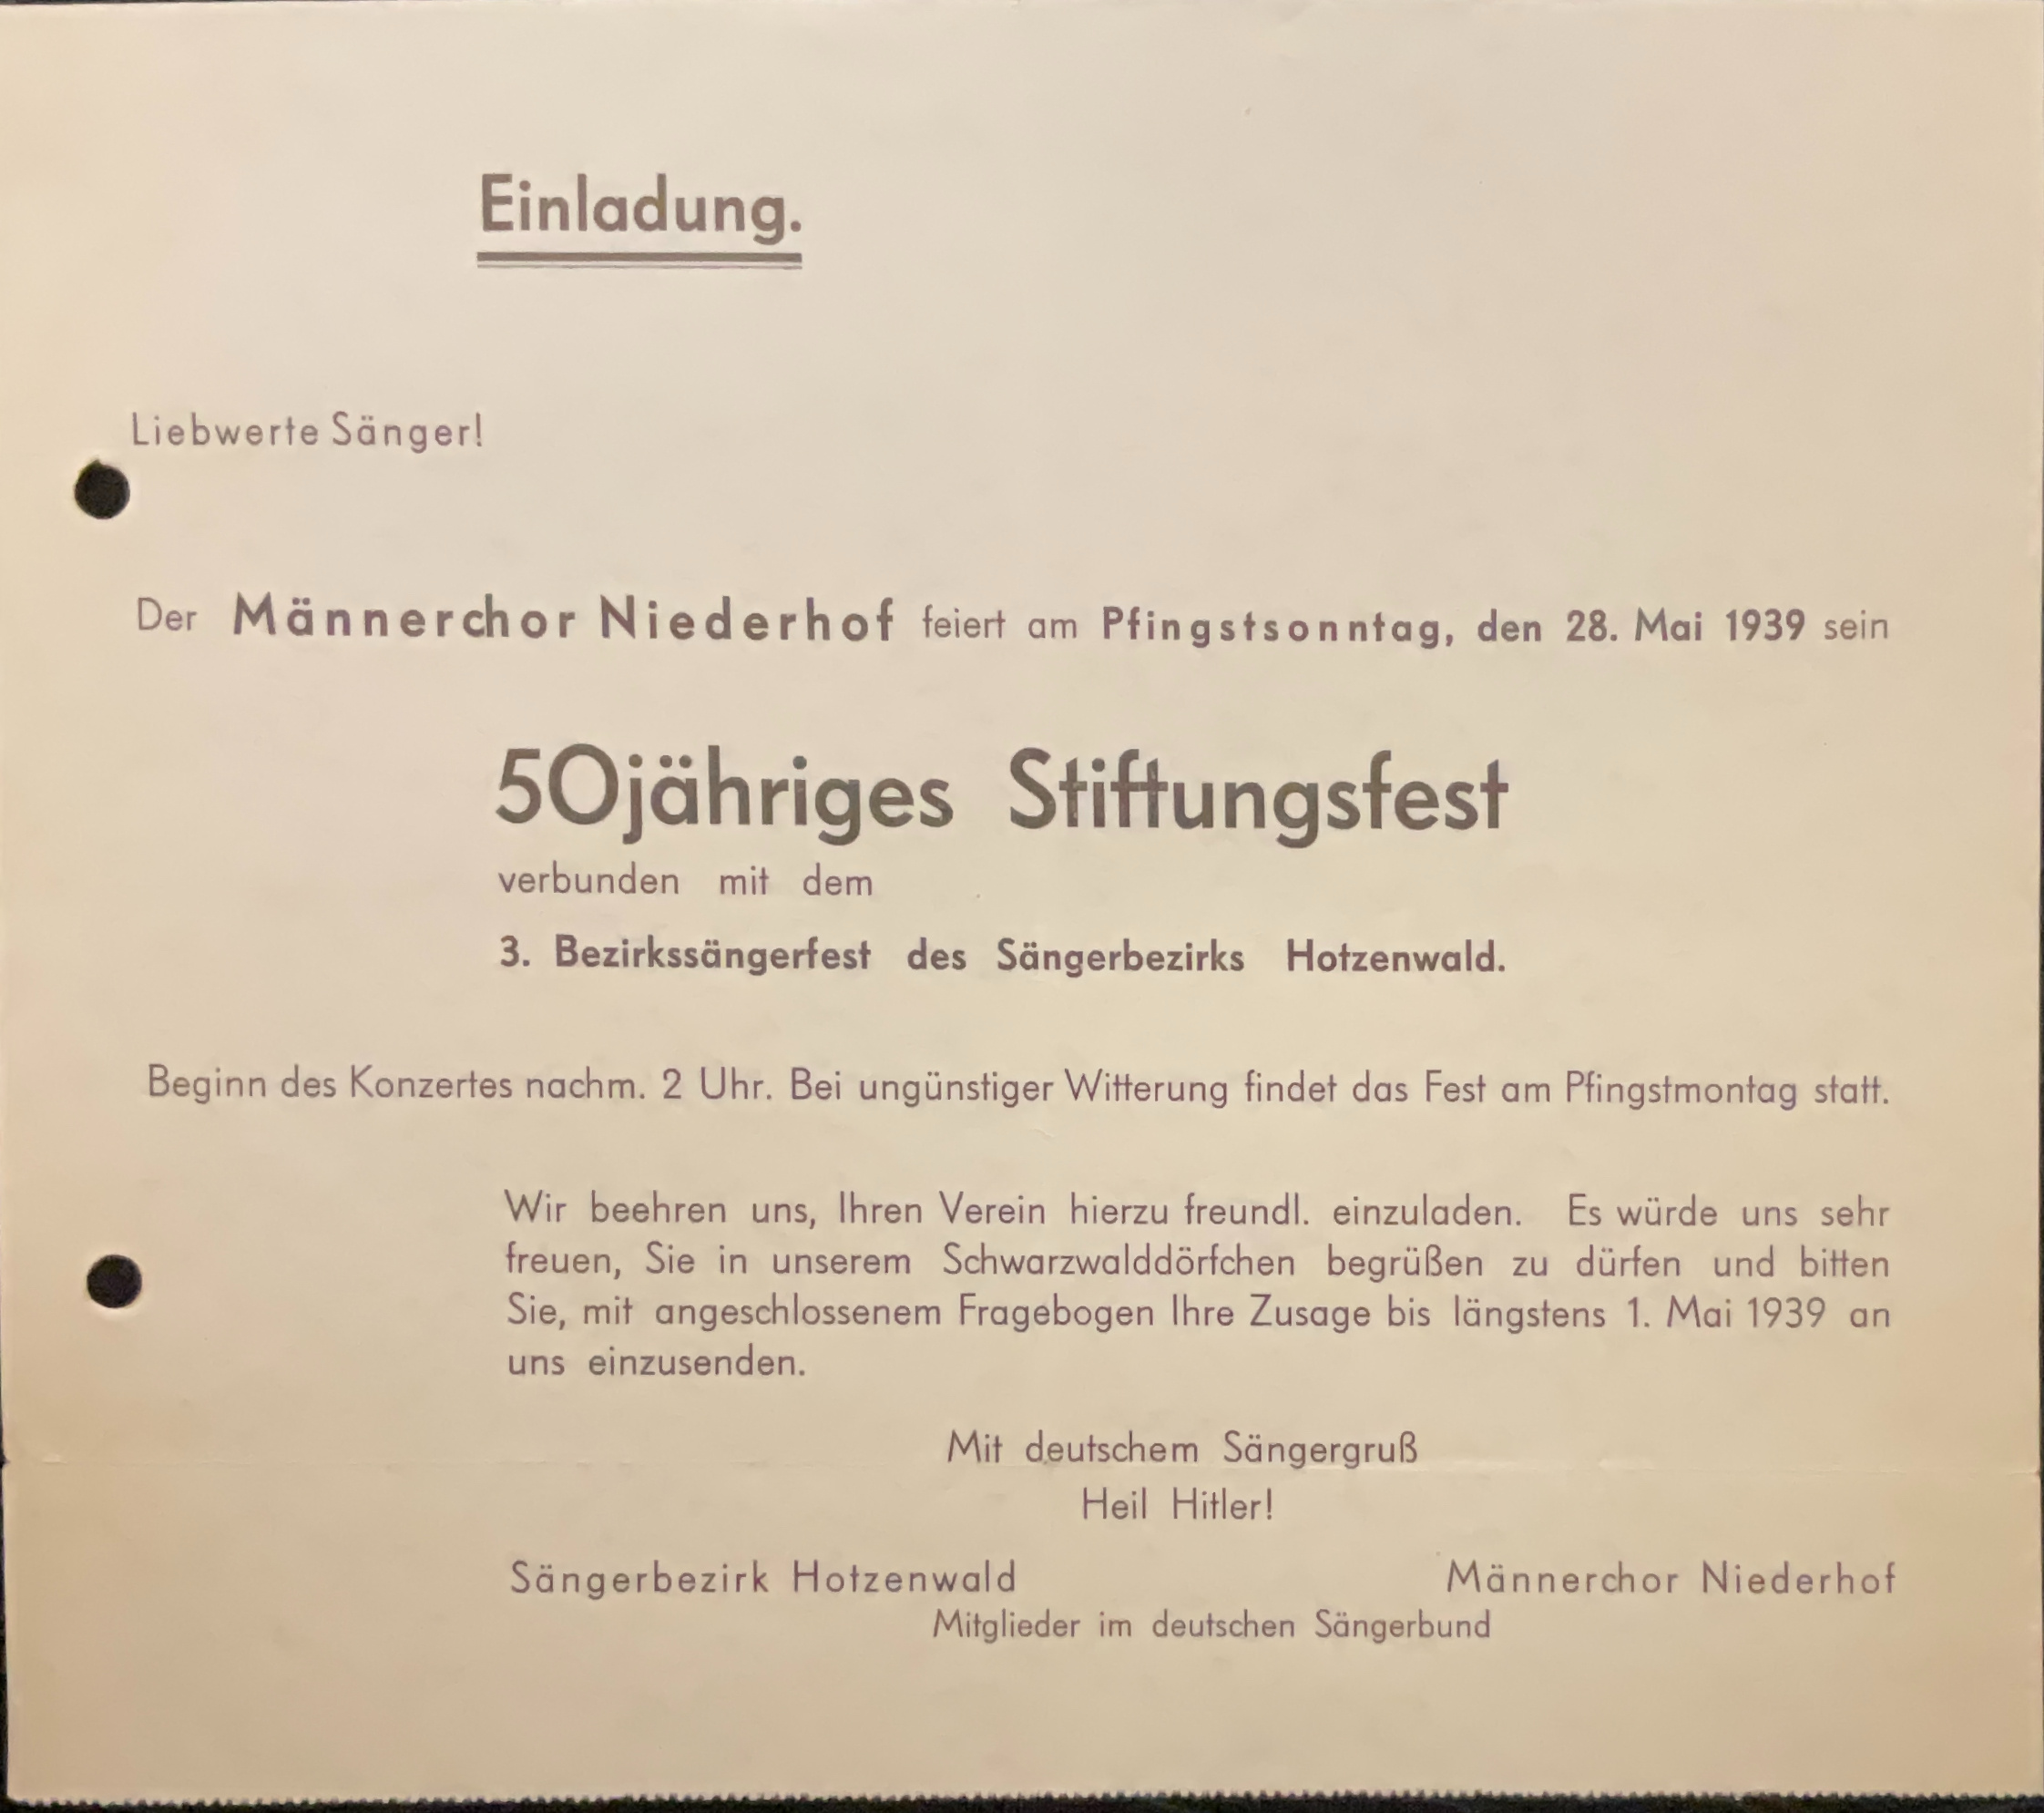 Einladung.
Liebwerte Sänger!
Der Männerchor Niederhof feiert am Pfingstsonntag, den 28. Mai 1939 sein
50jähriges Stiftungsfest
verbunden mit dem
3. Bezirkssängerfest des Sängerbezirks Hotzenwald.
Beginn des Konzertes nachm. 2 Uhr. Bei ungünstiger Witterung findet das Fest am Pfingstmontag statt.
Wir beehren uns, Ihren Verein hierzu freundl. einzuladen. Es würde uns sehr
freuen, Sie in unserem Schwarzwalddörfchen begrüßen zu dürfen und bitten
Sie, mit angeschlossenem Fragebogen Ihre Zusage bis längstens 1. Mai 1939 an
uns einzusenden.
Mit deutschem Sängergruß
Heil Hitler!
Sängerbezirk Hotzenwald Männerchor Niederhof
Mitglieder im deutschen Sängerbund